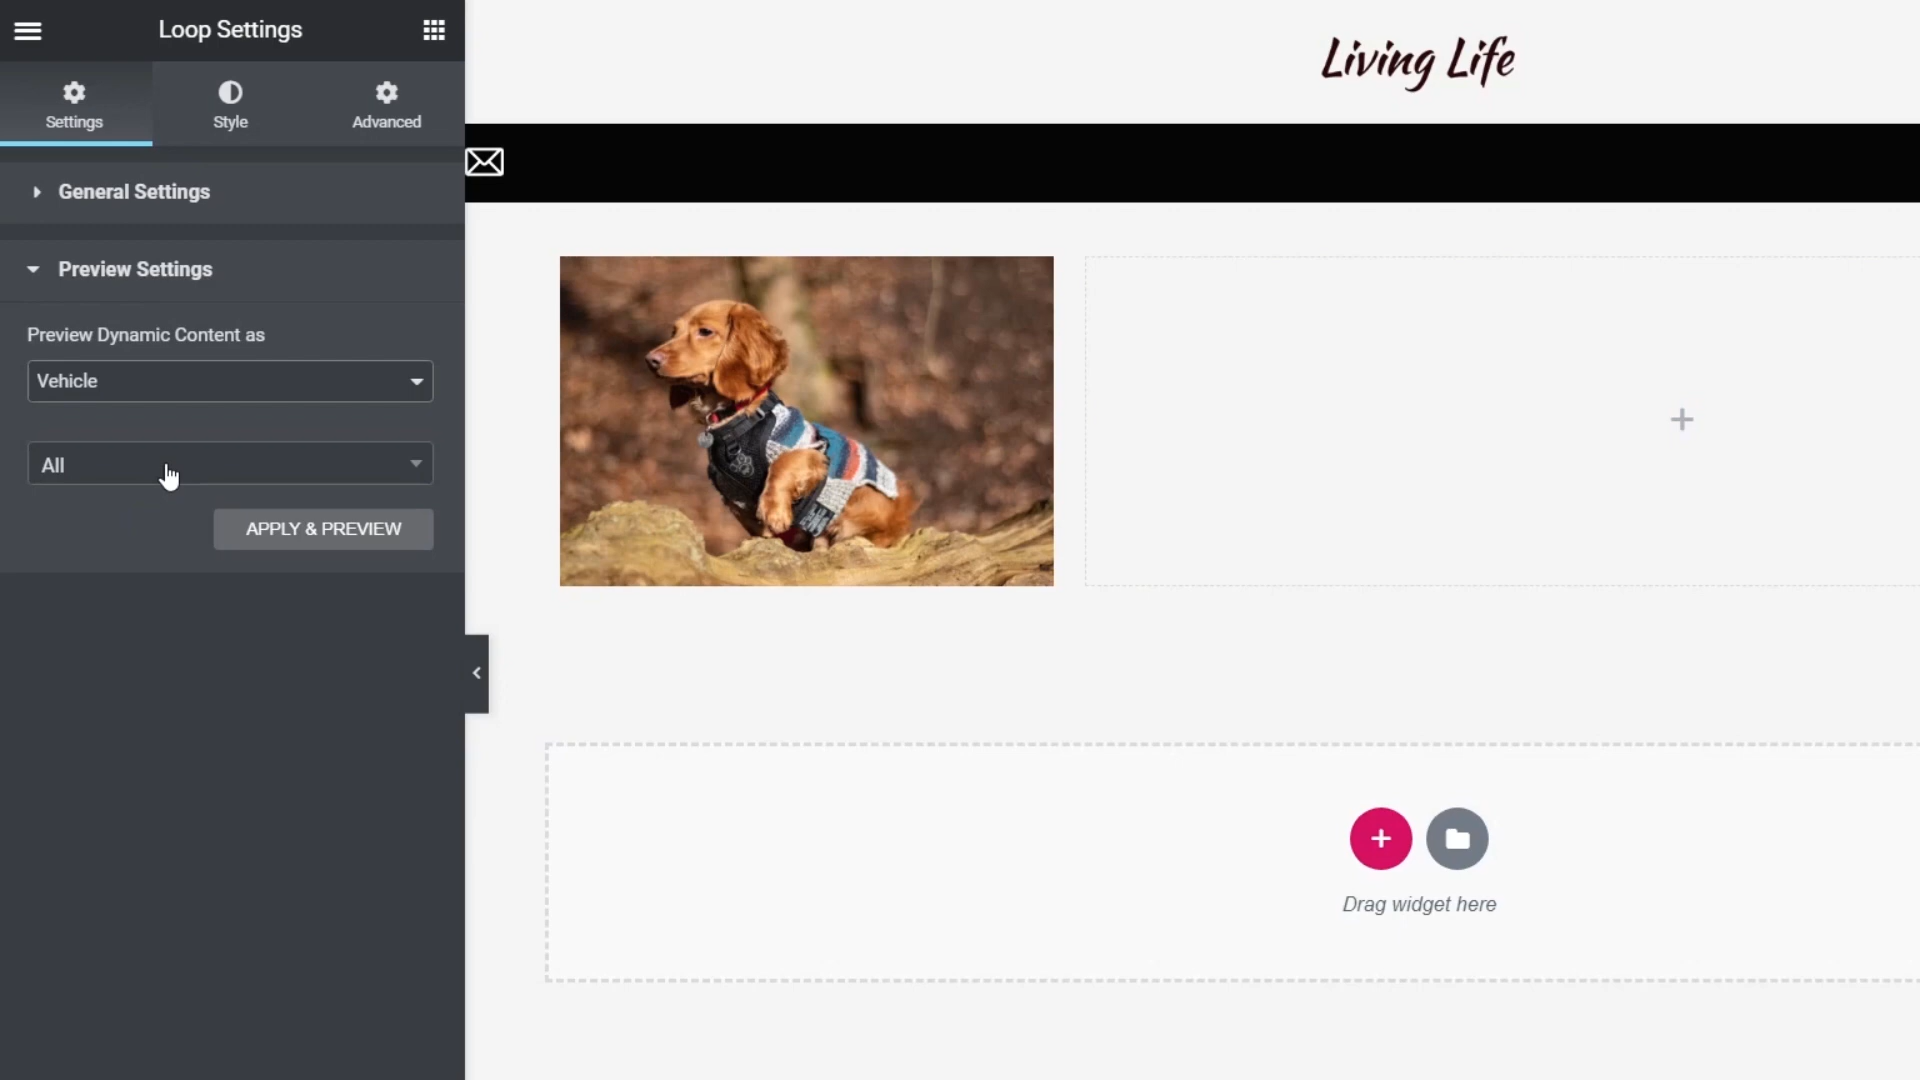 Loop Settings
Settings
Style
Advanced
General Settings
Preview Settings
Preview Dynamic Content as
Vehicle
All
APPLY & PREVIEW
Living Life
Drag widget here